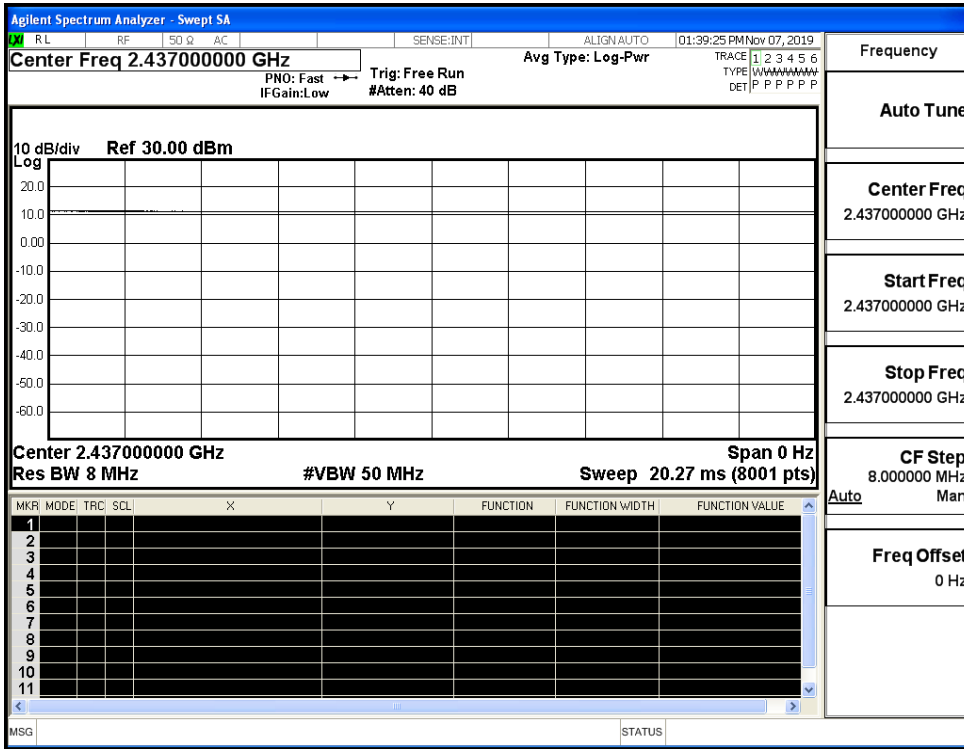 Agilent Spectrum Analyzer - Swept SA
LXI RL RF 50 Ω AC SENSE:INT ALIGN AUTO 01:39:25 PM Nov 07, 2019
Center Freq 2.437000000 GHz
PNO: Fast
IFGain:Low
Trig: Free Run
#Atten: 40 dB
Avg Type: Log-Pwr
TRACE 1 2 3 4 5 6
TYPE WWWWWW
DET P P P P P P
10 dB/div Ref 30.00 dBm
Log
20.0
10.0
0.00
-10.0
-20.0
-30.0
-40.0
-50.0
-60.0
Center 2.437000000 GHz Span 0 Hz
Res BW 8 MHz #VBW 50 MHz Sweep 20.27 ms (8001 pts)
MKR MODE TRC SCL X Y FUNCTION FUNCTION WIDTH FUNCTION VALUE
1
2
3
4
5
6
7
8
9
10
11
MSG STATUS
Frequency
Auto Tune
Center Freq
2.437000000 GHz
Start Freq
2.437000000 GHz
Stop Freq
2.437000000 GHz
CF Step
8.000000 MHz
Auto Man
Freq Offset
0 Hz